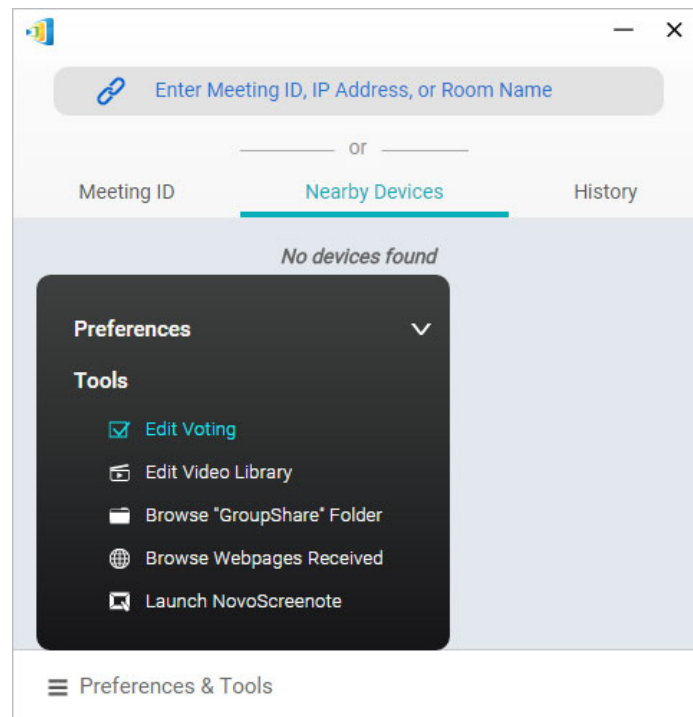 Enter Meeting ID, IP Address, or Room Name
or
Meeting ID Nearby Devices History
No devices found
Preferences
Tools
Edit Voting
Edit Video Library
Browse "GroupShare" Folder
Browse Webpages Received
Launch NovoScreenote
Preferences & Tools